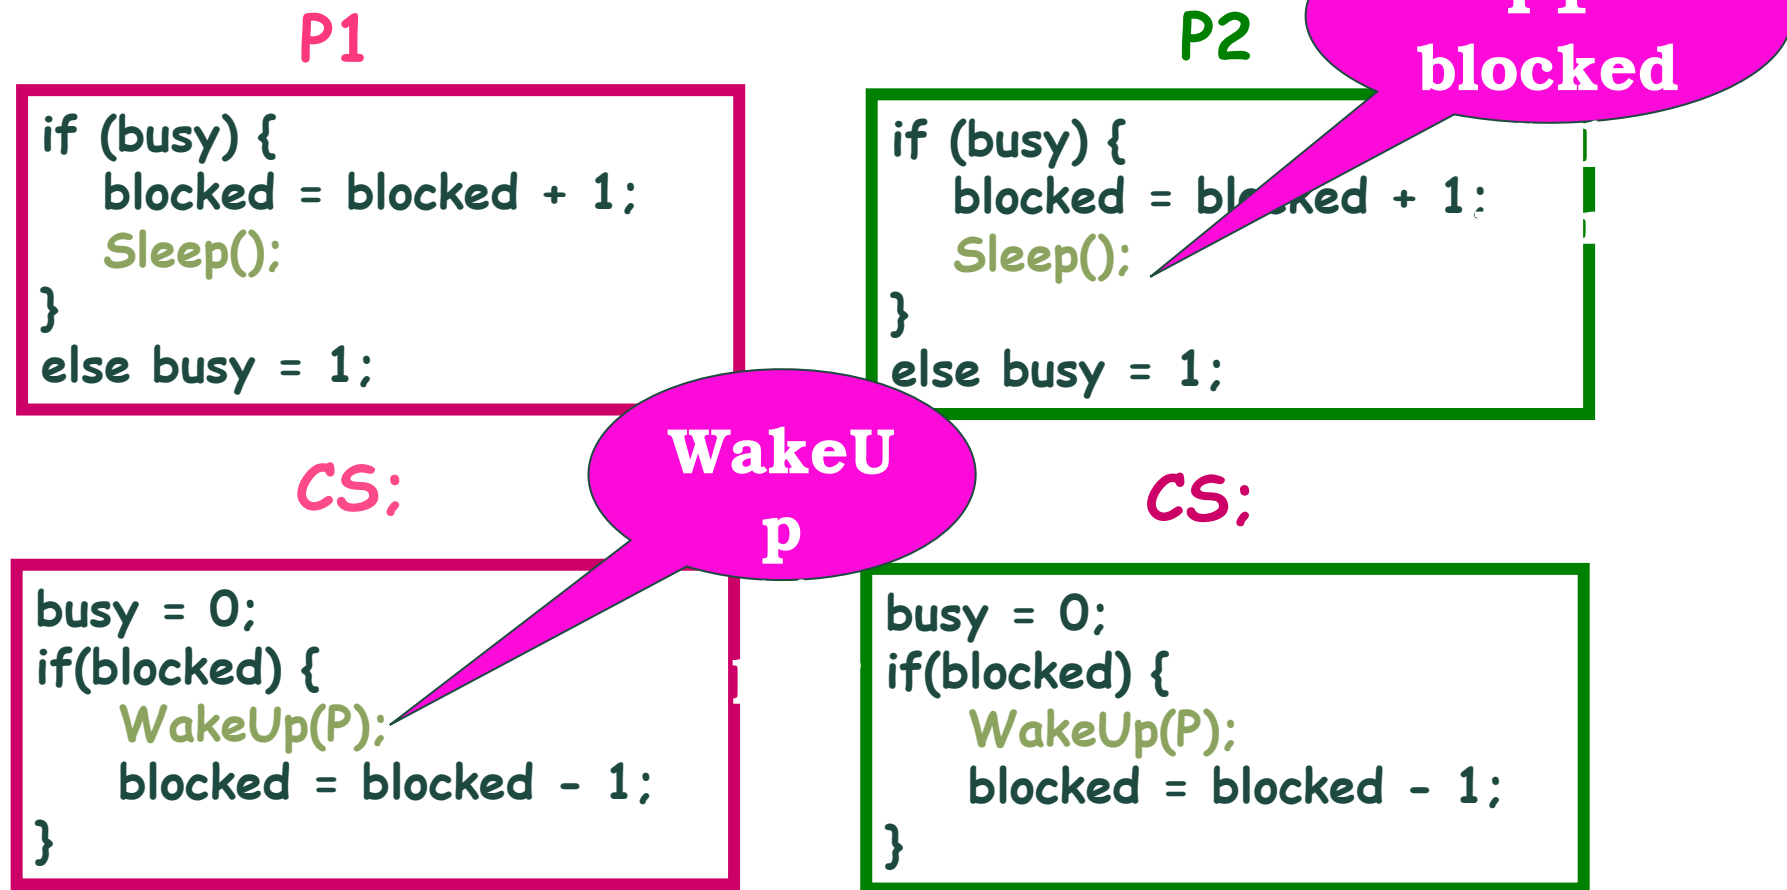 P1
if (busy) {
blocked = blocked + 1;
Sleep();
}
else busy = 1;
CS;
busy = 0;
if(blocked) {
WakeUp(P);
blocked = blocked - 1;
}
WakeU
p
P2
blocked
if (busy) {
blocked = blocked + 1;
Sleep();
}
else busy = 1;
CS;
busy = 0;
if(blocked) {
WakeUp(P);
blocked = blocked - 1;
}